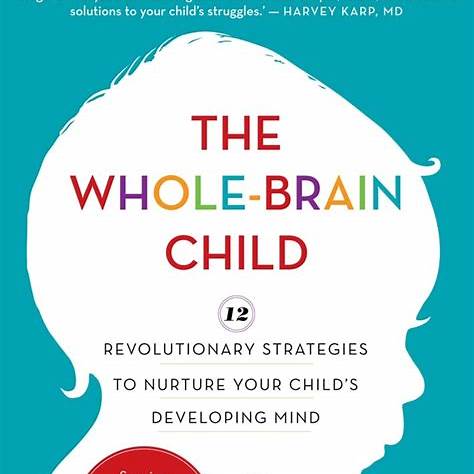 solutions to your child's struggles.' — HARVEY KARP, MD
THE
WHOLE-BRAIN
CHILD
12
REVOLUTIONARY STRATEGIES
TO NURTURE YOUR CHILD'S
DEVELOPING MIND